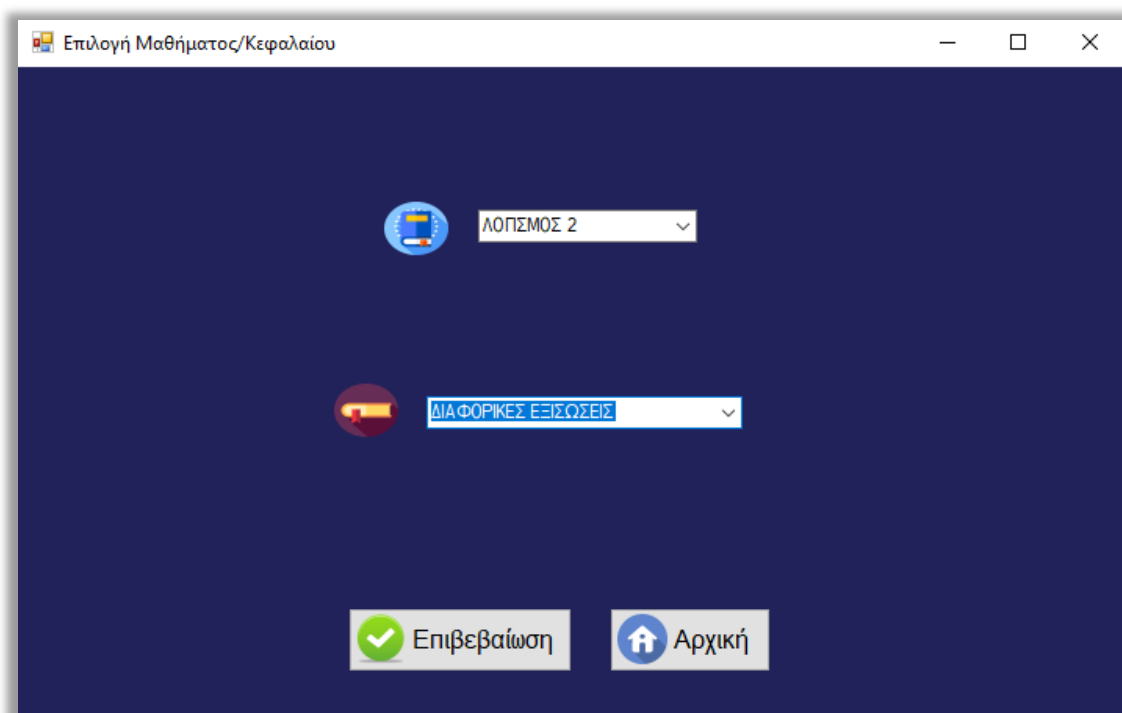 Επιλογή Μαθήματος/Κεφαλαίου
ΛΟΓΙΣΜΟΣ 2
ΔΙΑΦΟΡΙΚΕΣ ΕΞΙΣΩΣΕΙΣ
Επιβεβαίωση
Αρχική